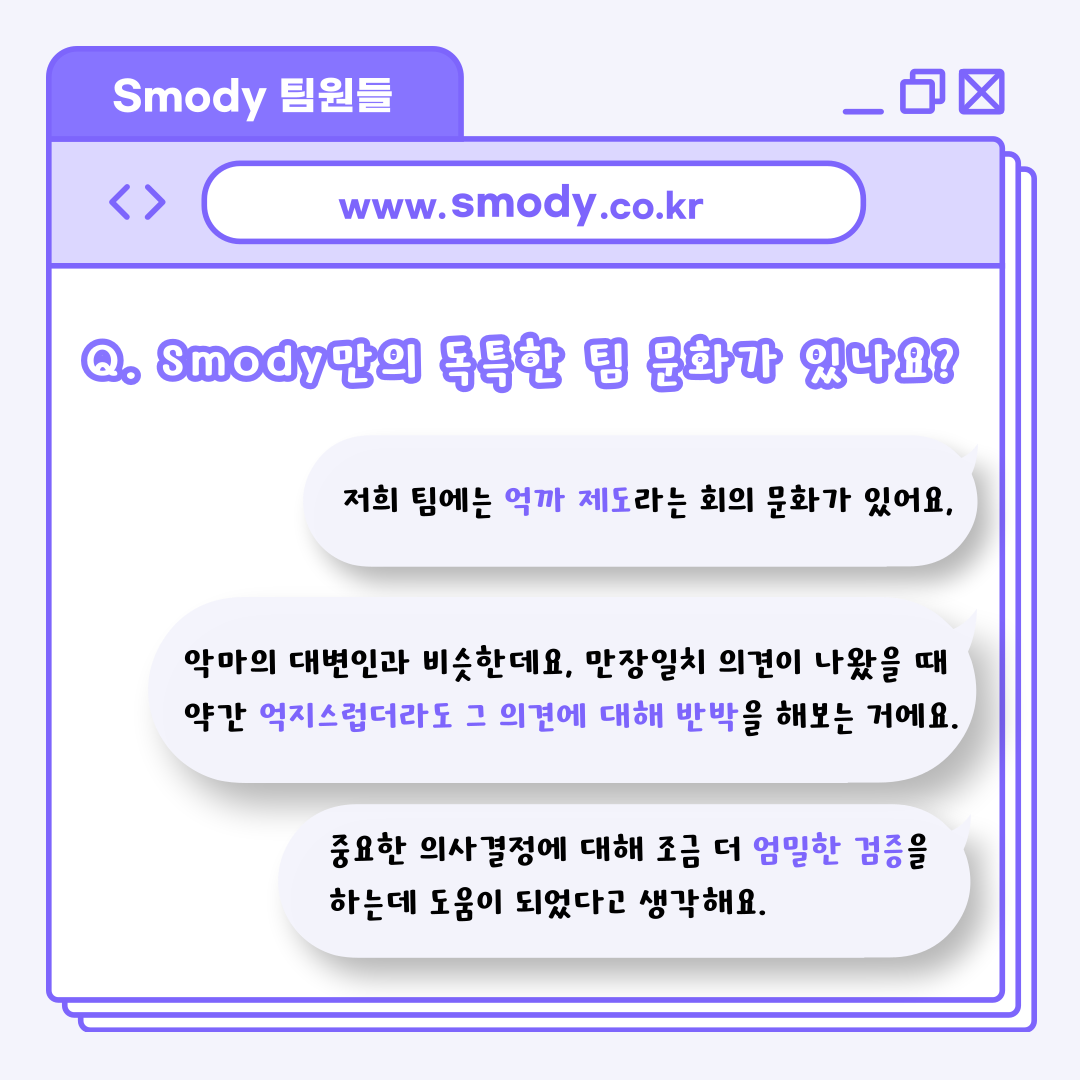 Smody 팀원들
www.smody.co.kr
Q. Smody만의 독특한 팀 문화가 있나요?
저희 팀에는 억까 제도라는 회의 문화가 있어요,
악마의 대변인과 비슷한데요, 만장일치 의견이 나왔을 때
약간 억지스럽더라도 그 의견에 대해 반박을 해보는 거에요.
중요한 의사결정에 대해 조금 더 엄밀한 검증을
하는데 도움이 되었다고 생각해요.